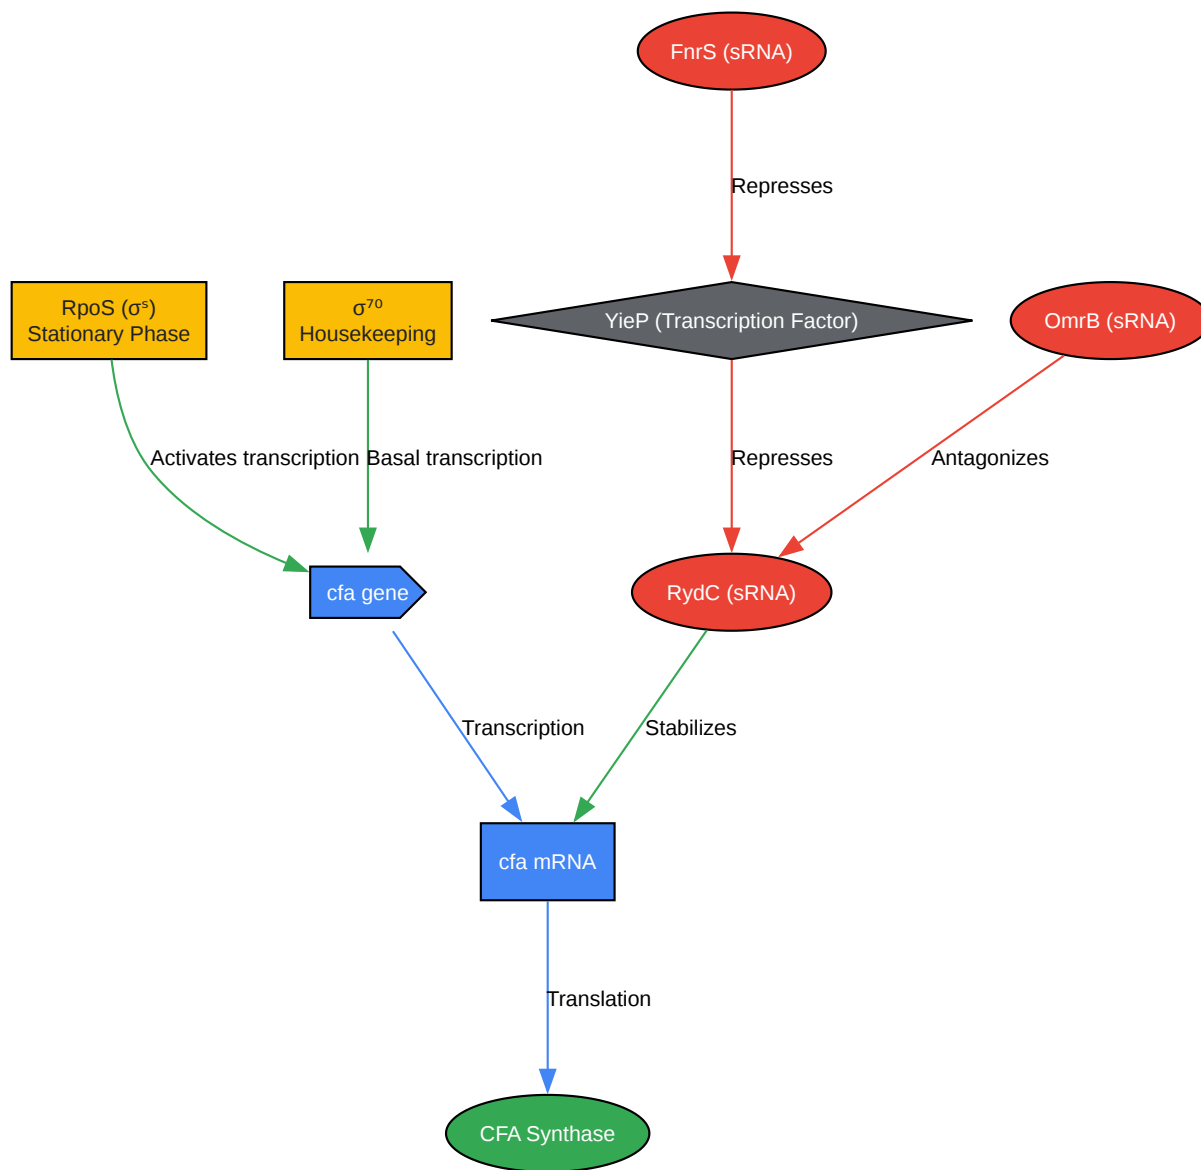 FnrS (sRNA)
Represses
RpoS (σˢ)
Stationary Phase
σ⁷⁰
Housekeeping
YieP (Transcription Factor)
OmrB (sRNA)
Activates transcription
Basal transcription
Represses
Antagonizes
cfa gene
RydC (sRNA)
Transcription
Stabilizes
cfa mRNA
Translation
CFA Synthase